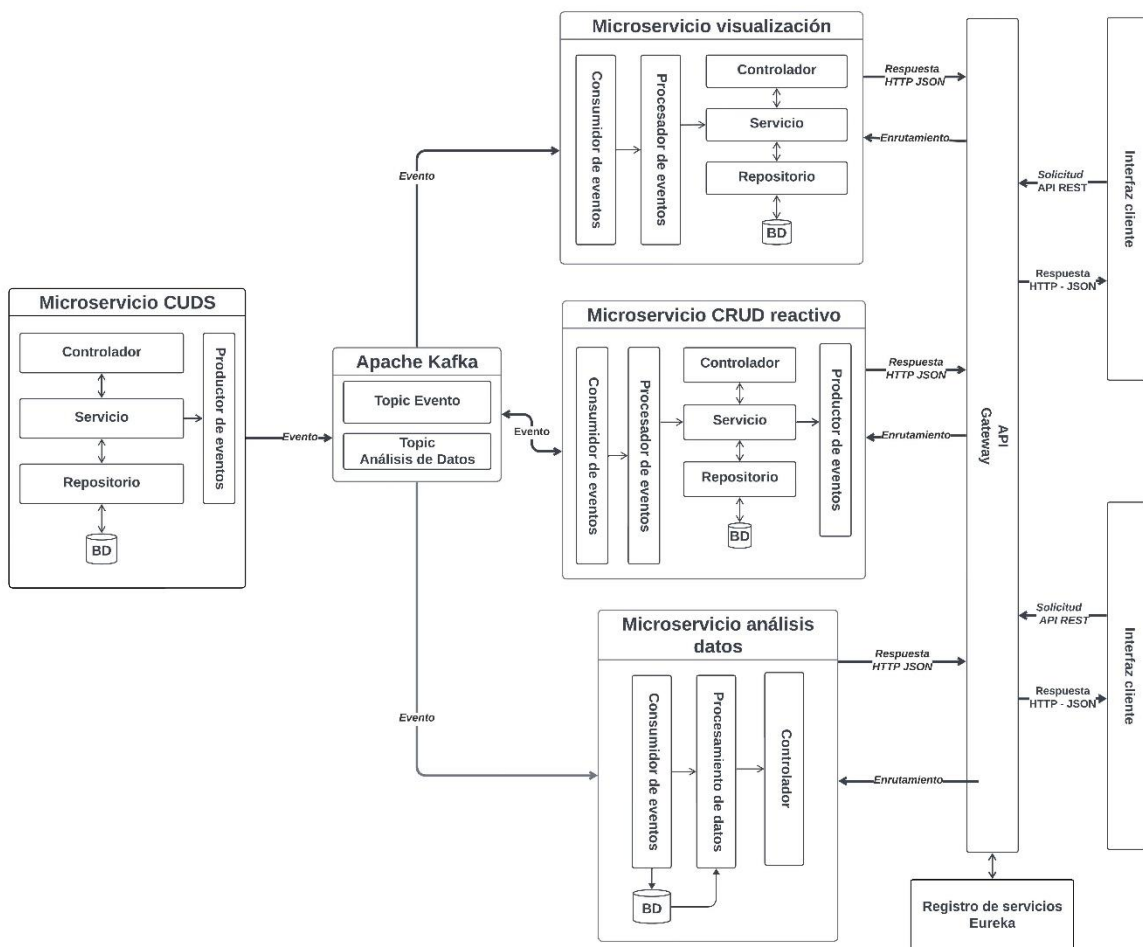 Microservicio visualización
Consumidor de eventos
Procesador de eventos
Controlador
Servicio
Repositorio
BD
Respuesta
HTTP JSON
Enrutamiento
Evento
Microservicio CUDS
Controlador
Servicio
Repositorio
BD
Productor de eventos
Evento
Apache Kafka
Topic Evento
Topic
Análisis de Datos
Evento
Microservicio CRUD reactivo
Consumidor de eventos
Procesador de eventos
Controlador
Servicio
Repositorio
BD
Productor de eventos
Respuesta
HTTP JSON
Enrutamiento
Evento
Microservicio análisis
datos
Consumidor de eventos
Procesamiento de datos
Controlador
BD
Respuesta
HTTP JSON
Enrutamiento
API
Gateway
Solicitud
API REST
Respuesta
HTTP - JSON
Interfaz cliente
Solicitud
API REST
Respuesta
HTTP - JSON
Interfaz cliente
Registro de servicios
Eureka